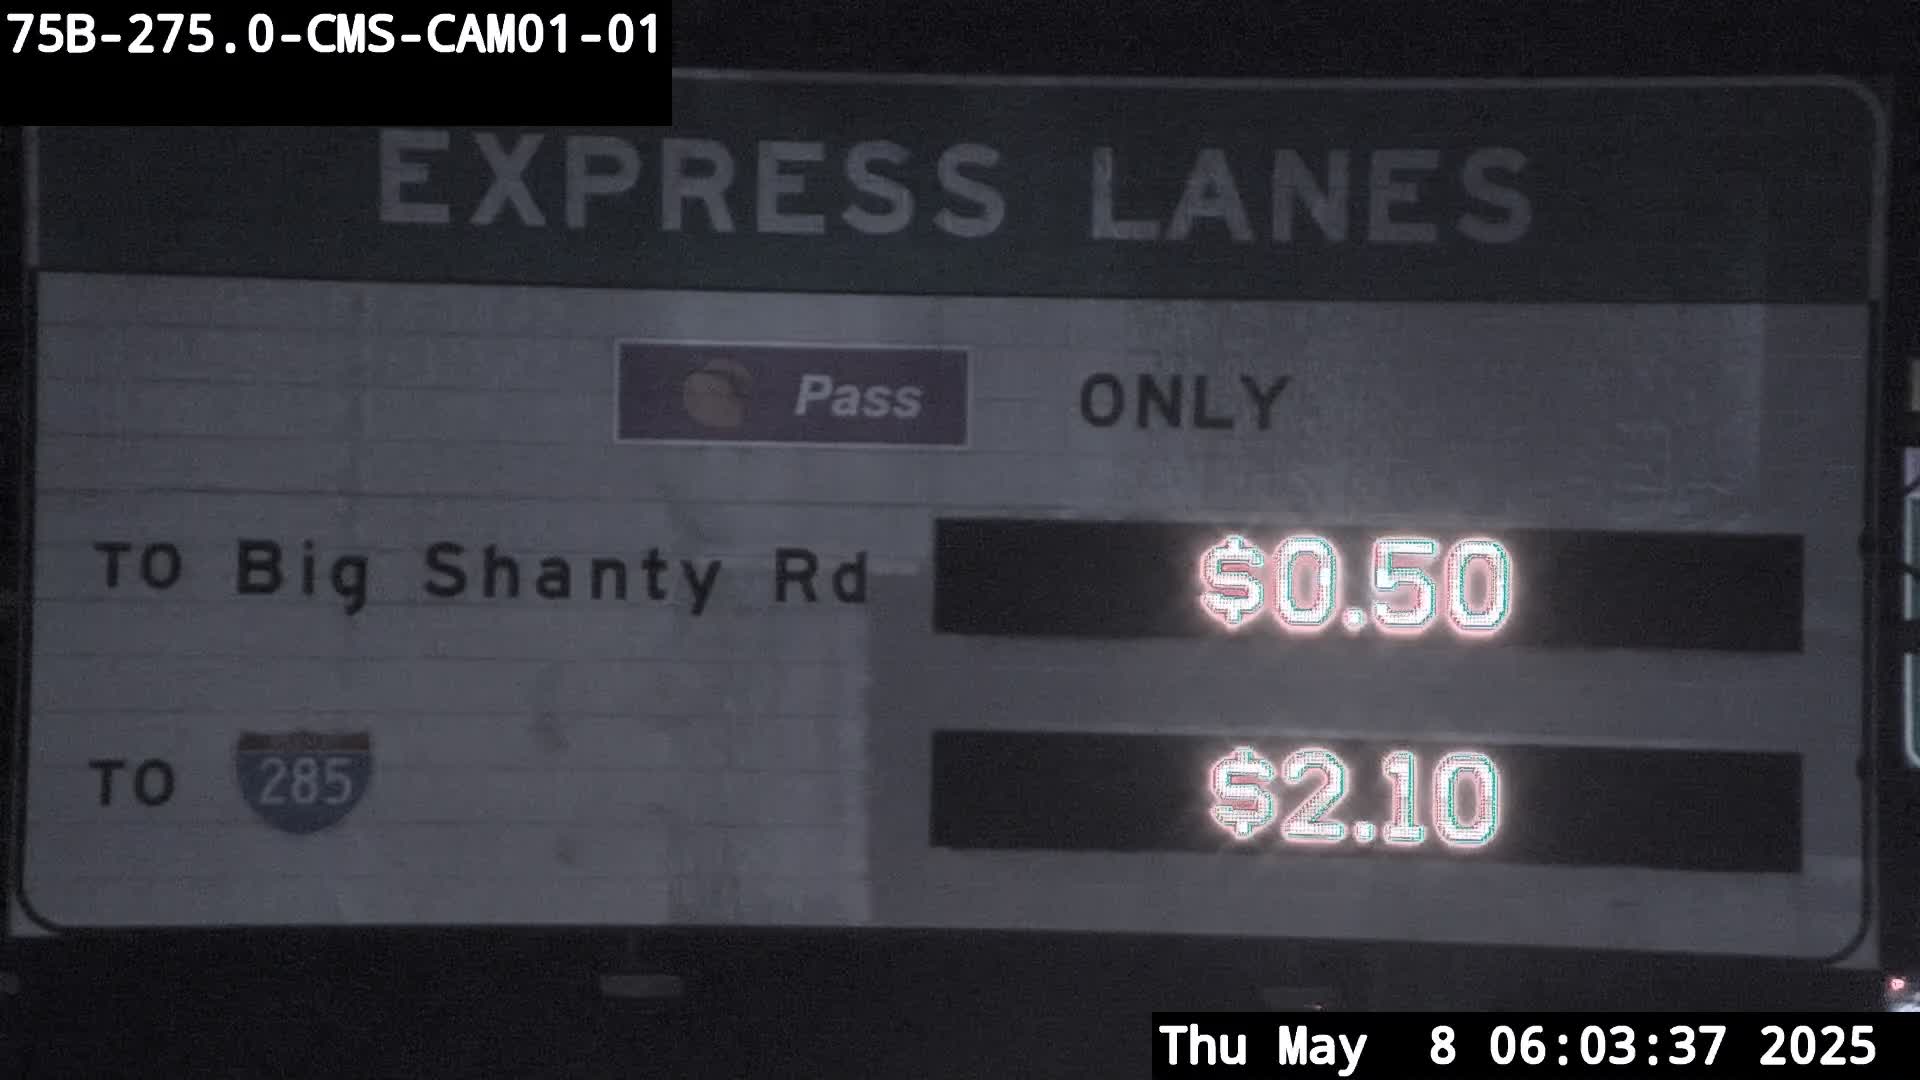 75B-275.0-CMS-CAM01-01
EXPRESS LANES
Pass ONLY
TO Big Shanty Rd $0.50
TO 285 $2.10
Thu May 8 06:03:37 2025